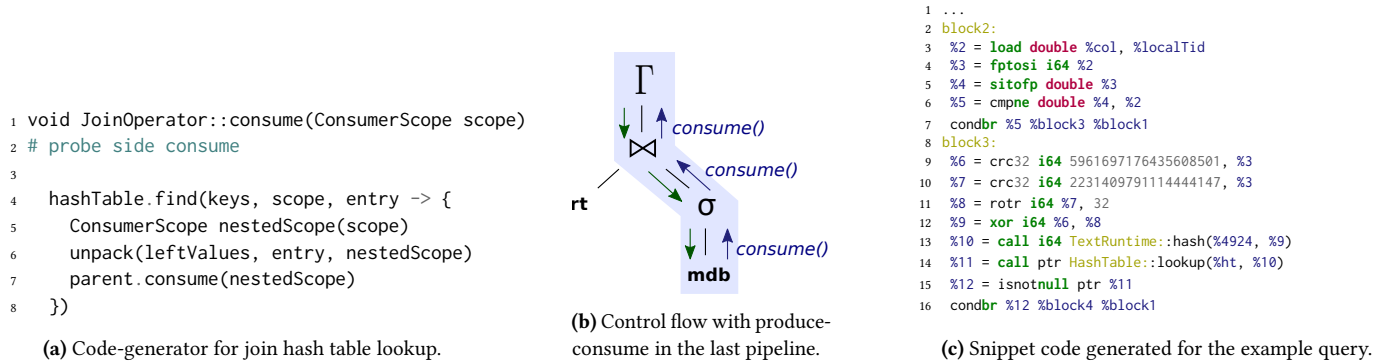 1 void JoinOperator::consume(ConsumerScope scope)
2 # probe side consume
3
4 hashTable.find(keys, scope, entry -> {
5 ConsumerScope nestedScope(scope)
6 unpack(leftValues, entry, nestedScope)
7 parent.consume(nestedScope)
8 })
(a) Code-generator for join hash table lookup.
Γ
consume()
⋈
consume()
rt
σ
consume()
mdb
(b) Control flow with produce-
consume in the last pipeline.
1 ...
2 block2:
3 %2 = load double %col, %localTid
4 %3 = fptosi i64 %2
5 %4 = sitofp double %3
6 %5 = cmpne double %4, %2
7 condbr %5 %block3 %block1
8 block3:
9 %6 = crc32 i64 5961697176435608501, %3
10 %7 = crc32 i64 2231409791114444147, %3
11 %8 = rotr i64 %7, 32
12 %9 = xor i64 %6, %8
13 %10 = call i64 TextRuntime::hash(%4924, %9)
14 %11 = call ptr HashTable::lookup(%ht, %10)
15 %12 = isnotnull ptr %11
16 condbr %12 %block4 %block1
(c) Snippet code generated for the example query.